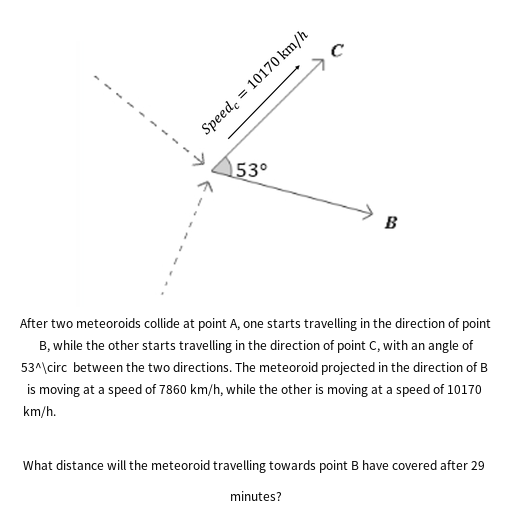 C
Speed_c = 10170 km/h
53°
B
After two meteoroids collide at point A, one starts travelling in the direction of point
B, while the other starts travelling in the direction of point C, with an angle of
53^\circ between the two directions. The meteoroid projected in the direction of B
is moving at a speed of 7860 km/h, while the other is moving at a speed of 10170
km/h.
What distance will the meteoroid travelling towards point B have covered after 29
minutes?